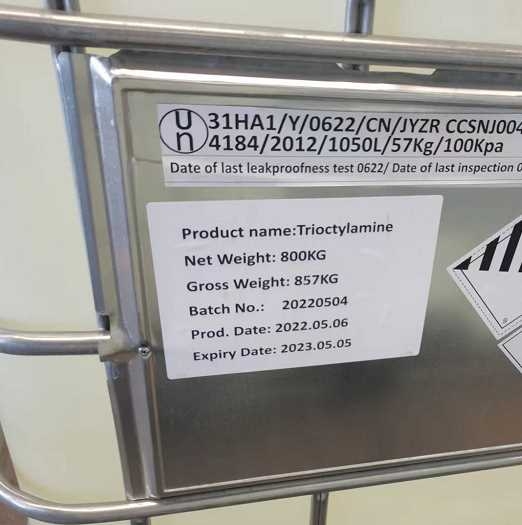 un 31HA1/Y/0622/CN/JYZR CCSNJ004
4184/2012/1050L/57Kg/100Kpa
Date of last leakproofness test 0622/ Date of last inspection 0
Product name:Trioctylamine
Net Weight: 800KG
Gross Weight: 857KG
Batch No.: 20220504
Prod. Date: 2022.05.06
Expiry Date: 2023.05.05